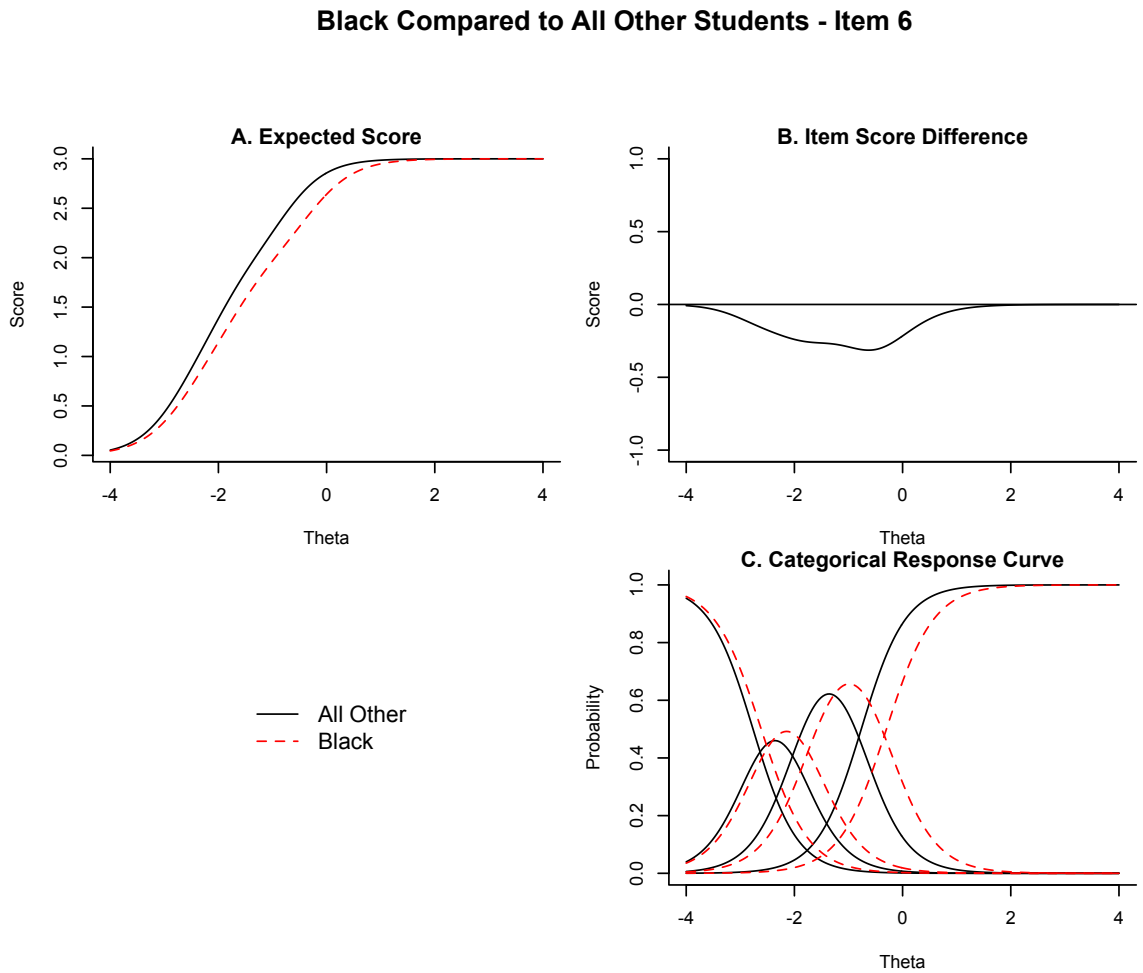 Black Compared to All Other Students - Item 6
A. Expected Score
Score
0.0 0.5 1.0 1.5 2.0 2.5 3.0
-4 -2 0 2 4
Theta
B. Item Score Difference
Score
-1.0 -0.5 0.0 0.5 1.0
-4 -2 0 2 4
Theta
All Other
Black
C. Categorical Response Curve
Probability
0.0 0.2 0.4 0.6 0.8 1.0
-4 -2 0 2 4
Theta